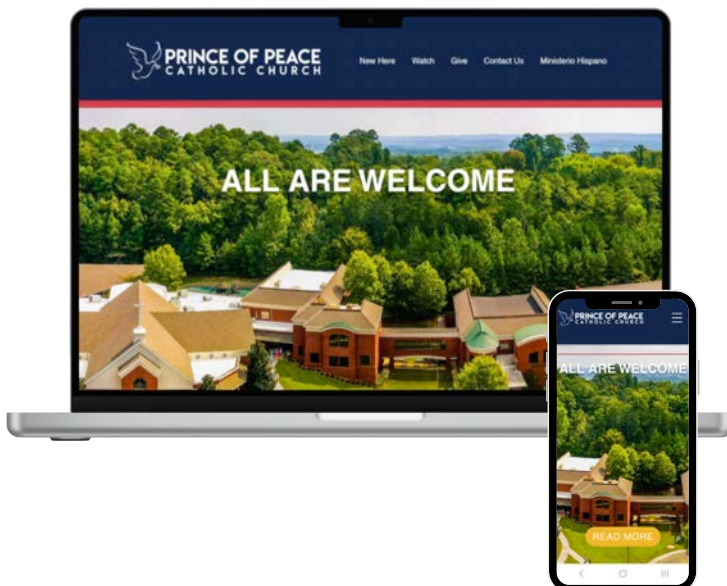 PRINCE OF PEACE
CATHOLIC CHURCH
New Here Watch Give Contact Us Ministerio Hispano
ALL ARE WELCOME
PRINCE OF PEACE
CATHOLIC CHURCH
ALL ARE WELCOME
READ MORE